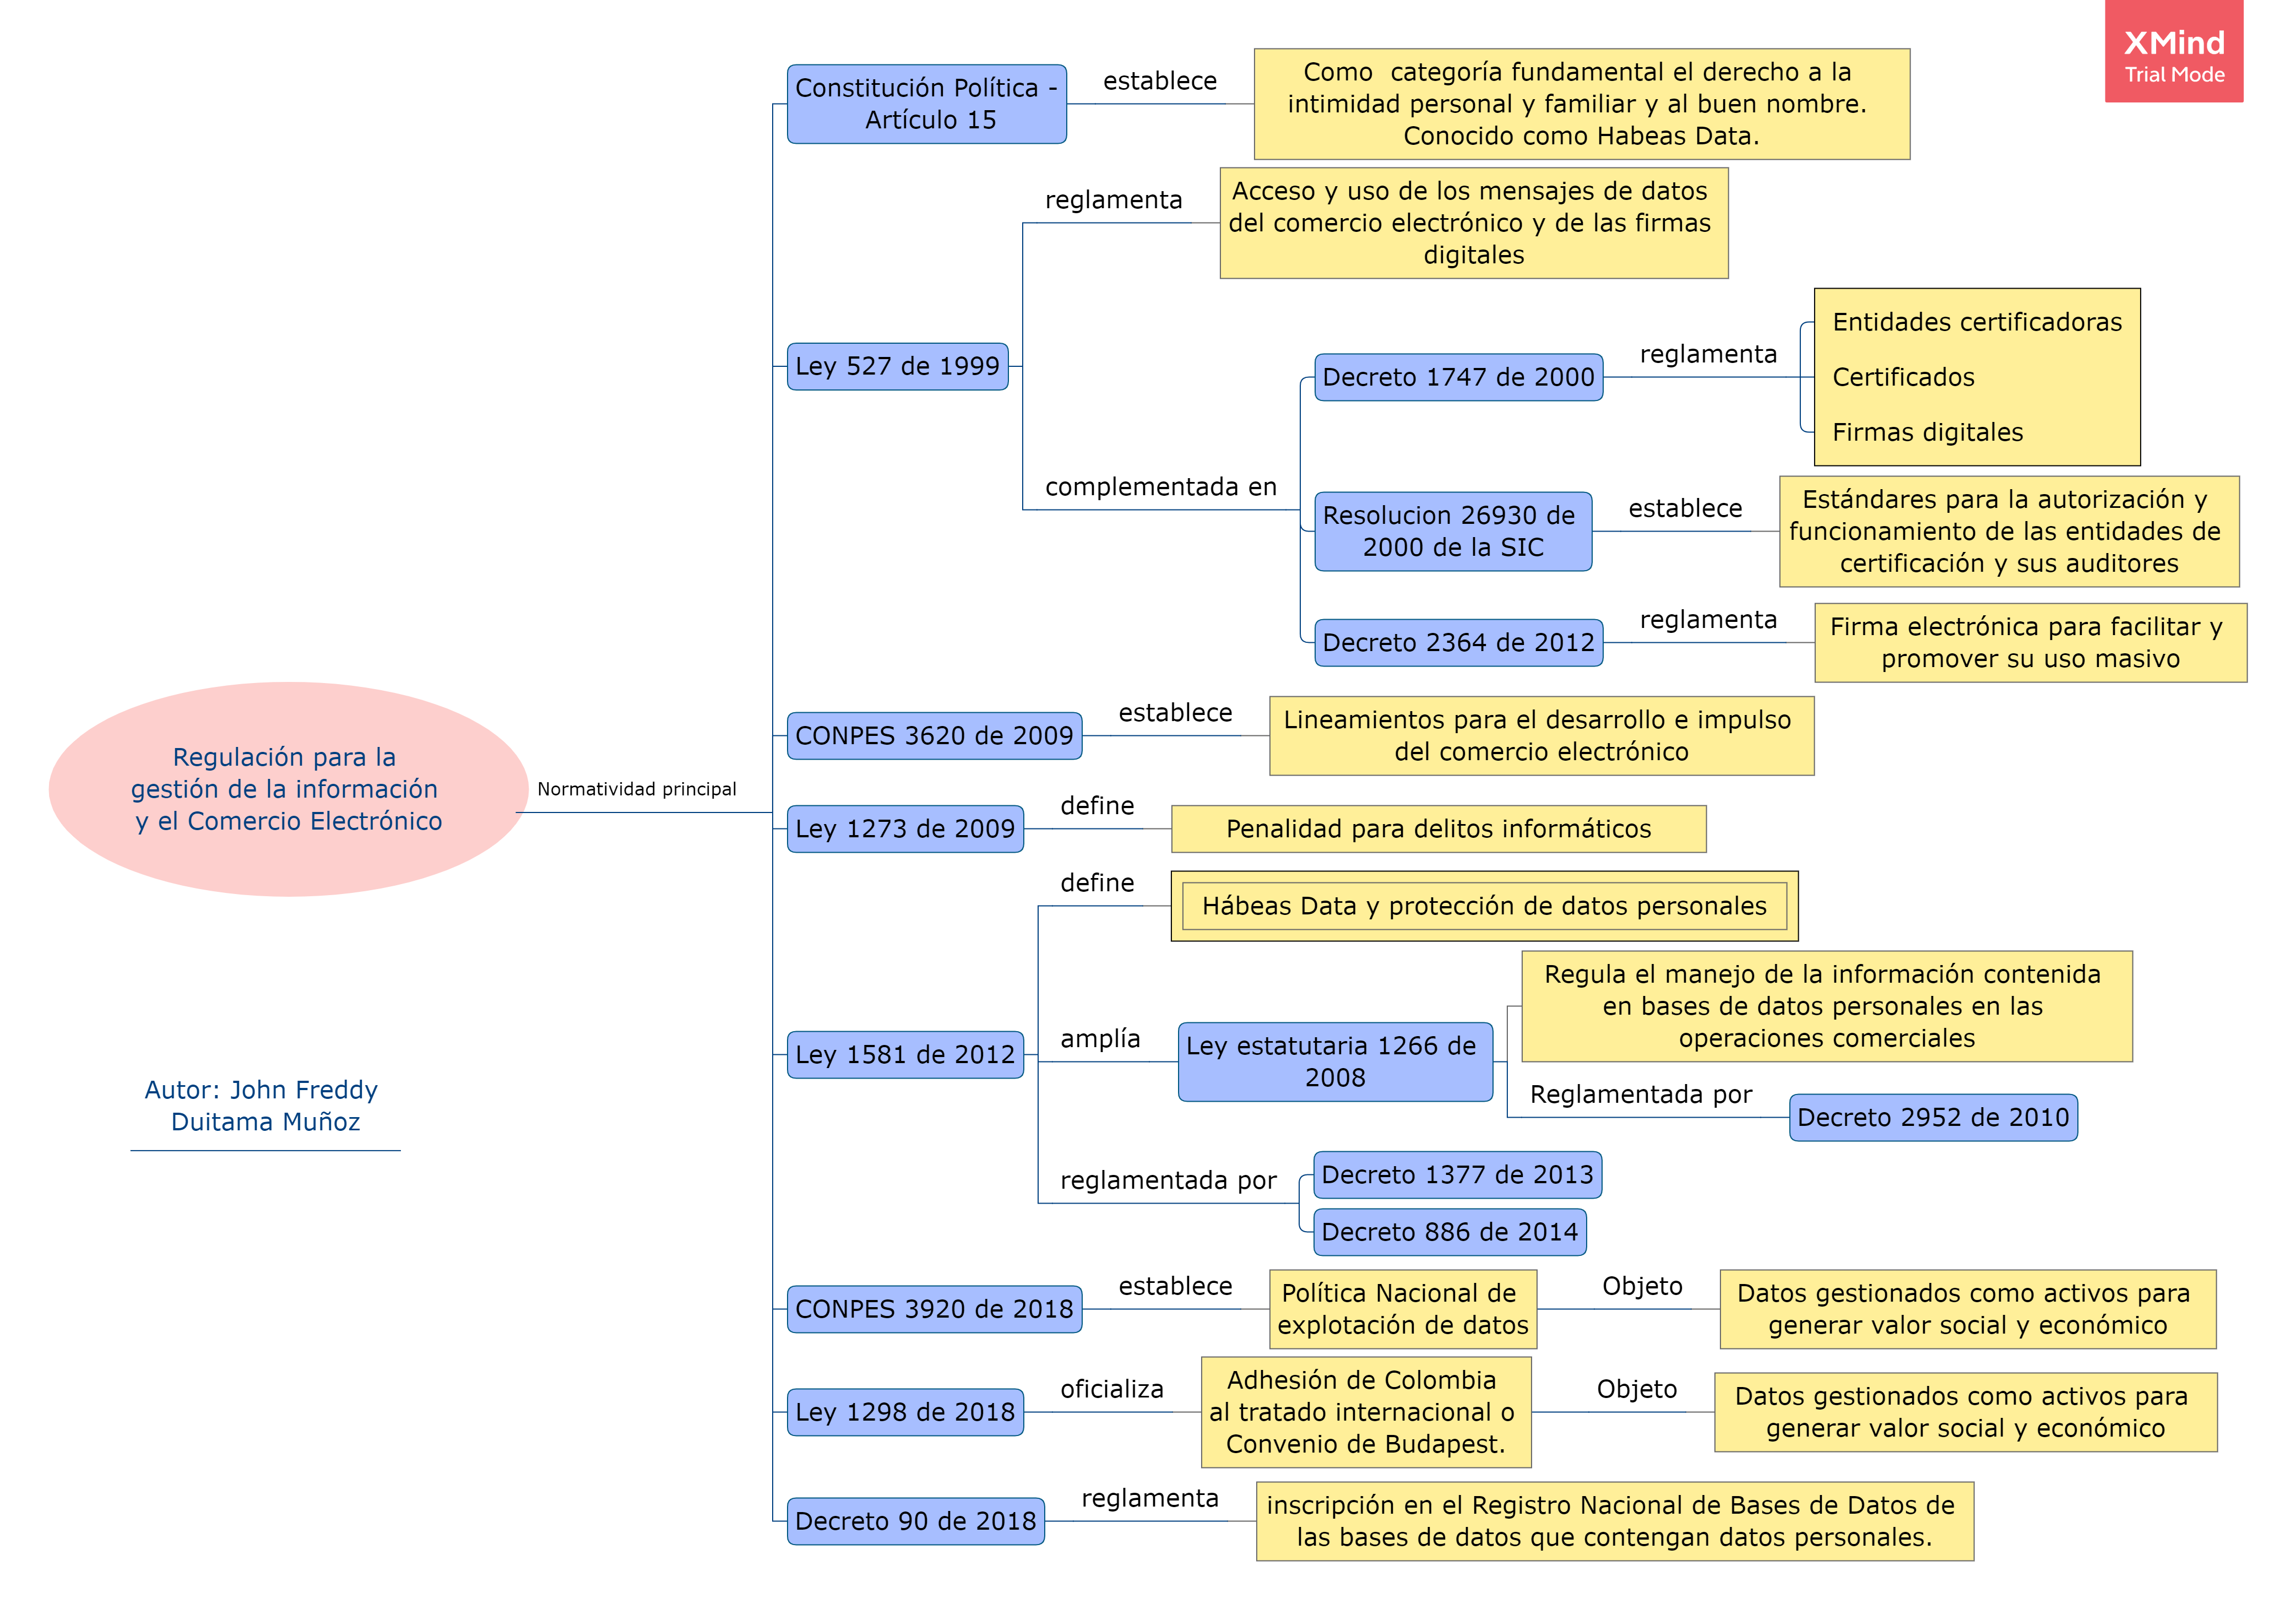 XMind
Trial Mode
Constitución Política -
Artículo 15
establece
Como categoría fundamental el derecho a la
intimidad personal y familiar y al buen nombre.
Conocido como Habeas Data.
Ley 527 de 1999
reglamenta
Acceso y uso de los mensajes de datos
del comercio electrónico y de las firmas
digitales
complementada en
Decreto 1747 de 2000
reglamenta
Entidades certificadoras
Certificados
Firmas digitales
Resolucion 26930 de
2000 de la SIC
establece
Estándares para la autorización y
funcionamiento de las entidades de
certificación y sus auditores
Decreto 2364 de 2012
reglamenta
Firma electrónica para facilitar y
promover su uso masivo
Regulación para la
gestión de la información
y el Comercio Electrónico
Normatividad principal
CONPES 3620 de 2009
establece
Lineamientos para el desarrollo e impulso
del comercio electrónico
Ley 1273 de 2009
define
Penalidad para delitos informáticos
Ley 1581 de 2012
define
Hábeas Data y protección de datos personales
amplía
Ley estatutaria 1266 de
2008
Regula el manejo de la información contenida
en bases de datos personales en las
operaciones comerciales
Reglamentada por
Decreto 2952 de 2010
reglamentada por
Decreto 1377 de 2013
Decreto 886 de 2014
Autor: John Freddy
Duitama Muñoz
CONPES 3920 de 2018
establece
Política Nacional de
explotación de datos
Objeto
Datos gestionados como activos para
generar valor social y económico
Ley 1298 de 2018
oficializa
Adhesión de Colombia
al tratado internacional o
Convenio de Budapest.
Objeto
Datos gestionados como activos para
generar valor social y económico
Decreto 90 de 2018
reglamenta
inscripción en el Registro Nacional de Bases de Datos de
las bases de datos que contengan datos personales.